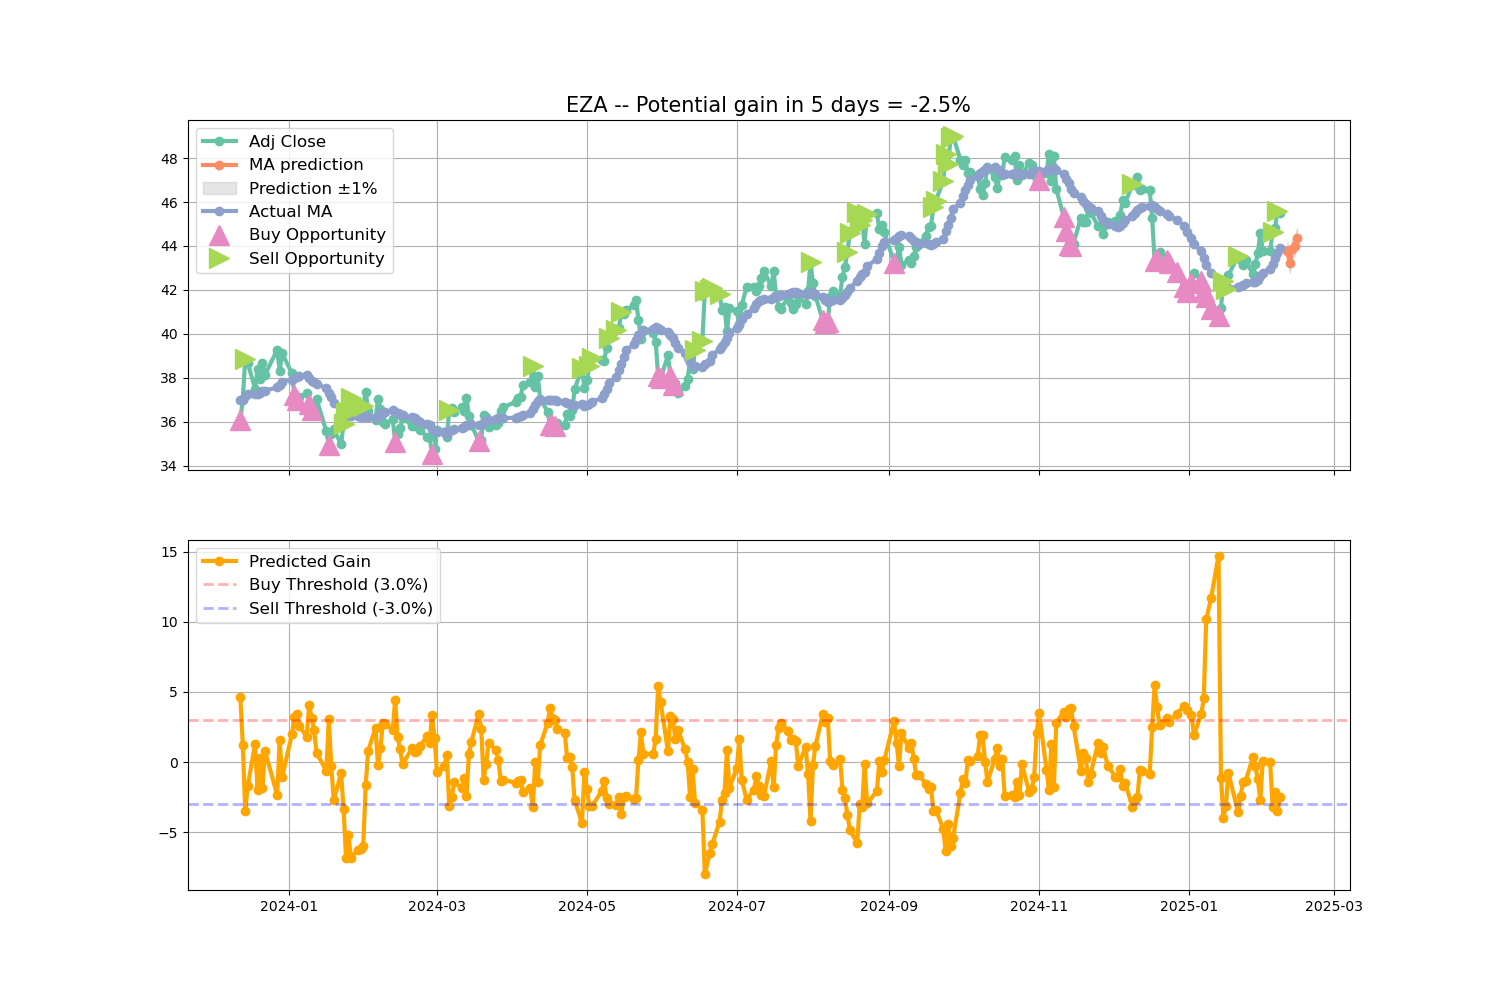 EZA -- Potential gain in 5 days = -2.5%
Adj Close
MA prediction
Prediction ±1%
Actual MA
Buy Opportunity
Sell Opportunity
48
46
44
42
40
38
36
34
Predicted Gain
Buy Threshold (3.0%)
Sell Threshold (-3.0%)
15
10
5
0
−5
2024-01 2024-03 2024-05 2024-07 2024-09 2024-11 2025-01 2025-03